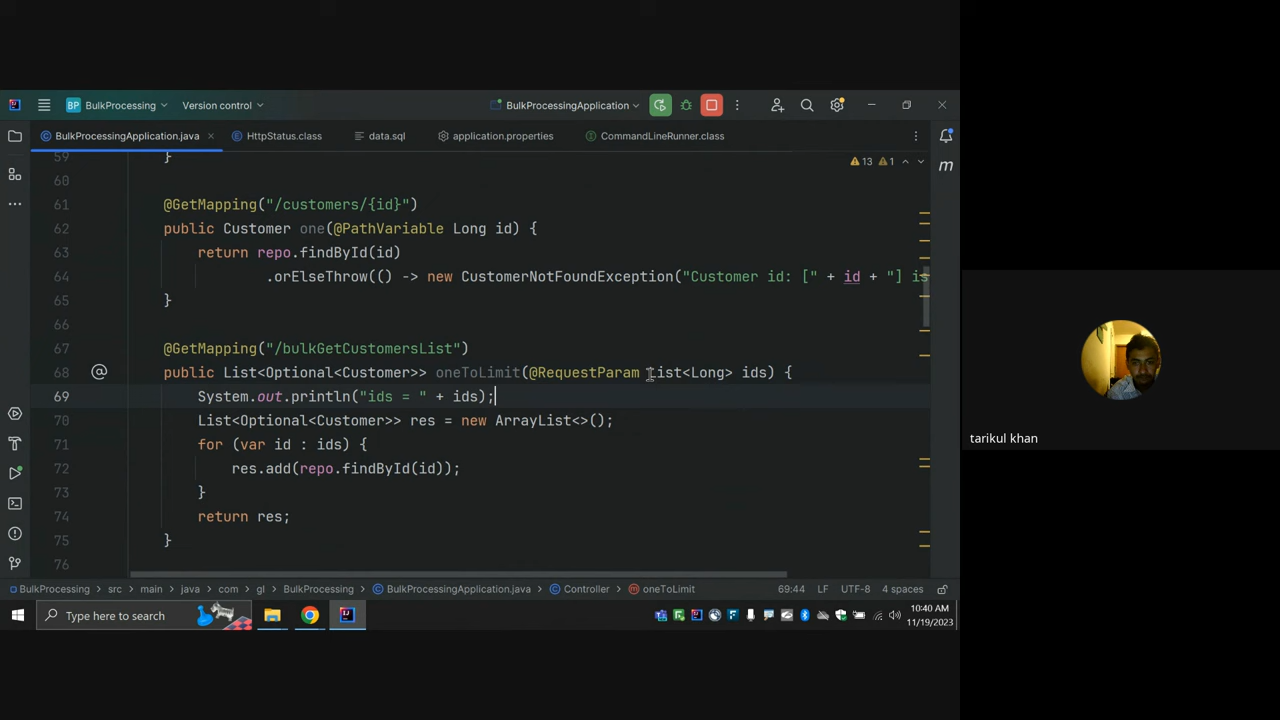 BP BulkProcessing Version control BulkProcessingApplication
BulkProcessingApplication.java HttpStatus.class data.sql application.properties CommandLineRunner.class
59 }
13 1
60
61 @GetMapping("/customers/{id}")
62 public Customer one(@PathVariable Long id) {
63 return repo.findById(id)
64 .orElseThrow(() -> new CustomerNotFoundException("Customer id: [" + id + "] is
65 }
66
67 @GetMapping("/bulkGetCustomersList")
68 public List<Optional<Customer>> oneToLimit(@RequestParam List<Long> ids) {
69 System.out.println("ids = " + ids);
70 List<Optional<Customer>> res = new ArrayList<>();
71 for (var id : ids) {
72 res.add(repo.findById(id));
73 }
74 return res;
75 }
76
BulkProcessing src main java com gl BulkProcessing BulkProcessingApplication.java Controller oneToLimit 69:44 LF UTF-8 4 spaces
Type here to search
10:40 AM
11/19/2023
tarikul khan